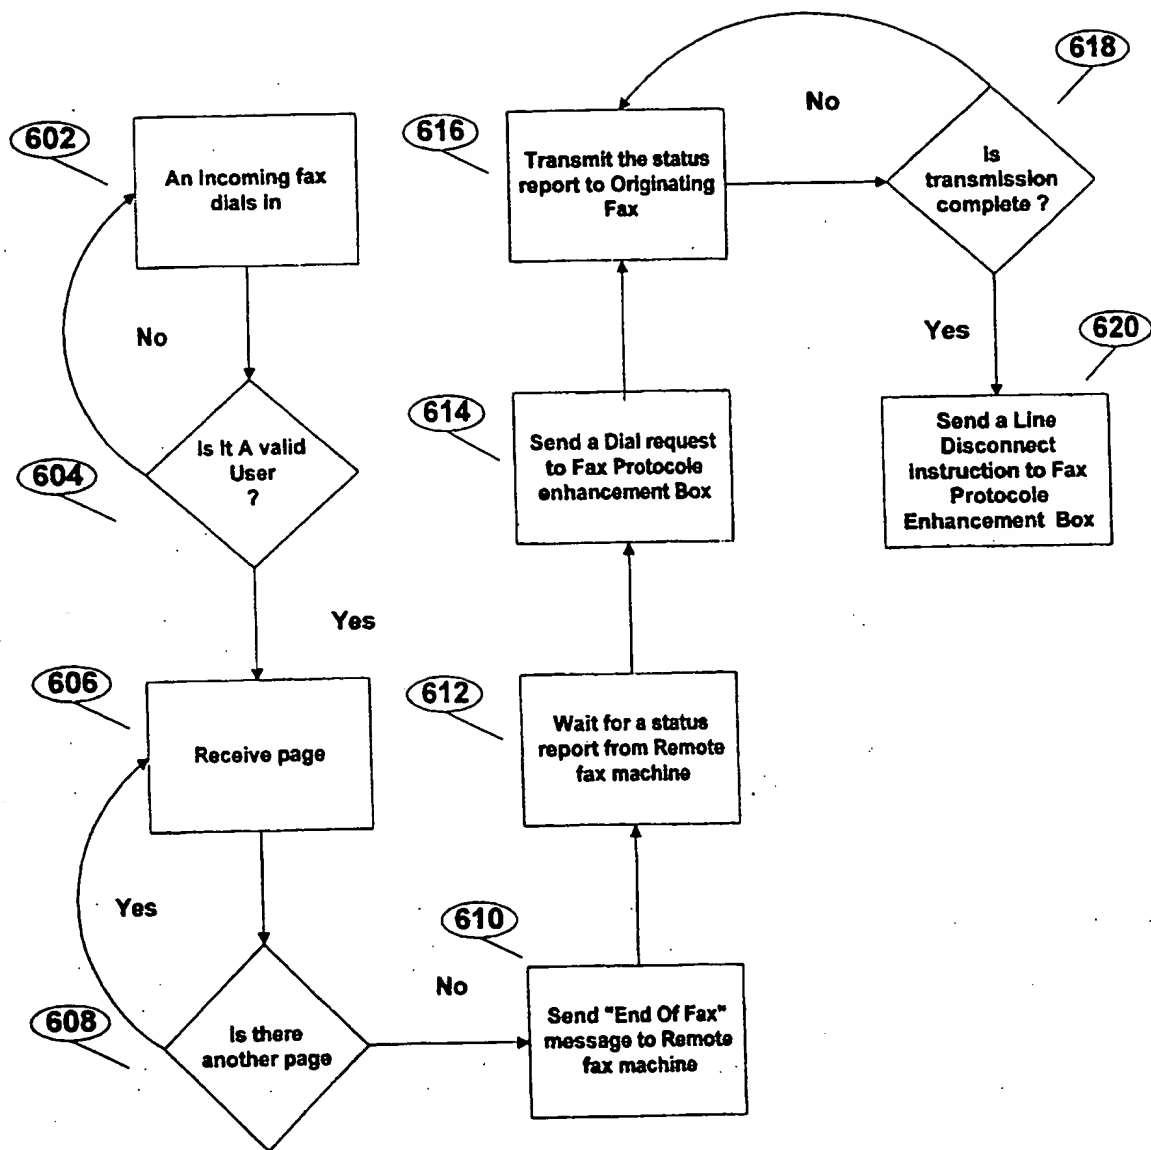 602
An incoming fax
dials in
No
604
Is It A valid
User
?
Yes
606
Receive page
Yes
608
Is there
another page
No
610
Send "End Of Fax"
message to Remote
fax machine
612
Wait for a status
report from Remote
fax machine
614
Send a Dial request
to Fax Protocole
enhancement Box
616
Transmit the status
report to Originating
Fax
No
618
Is
transmission
complete ?
Yes
620
Send a Line
Disconnect
instruction to Fax
Protocole
Enhancement Box